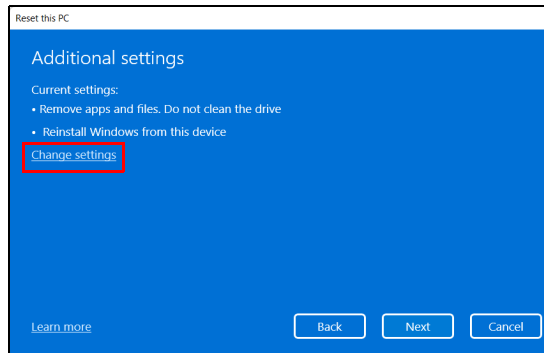 Reset this PC
Additional settings
Current settings:
• Remove apps and files. Do not clean the drive
• Reinstall Windows from this device
Change settings
Learn more
Back
Next
Cancel